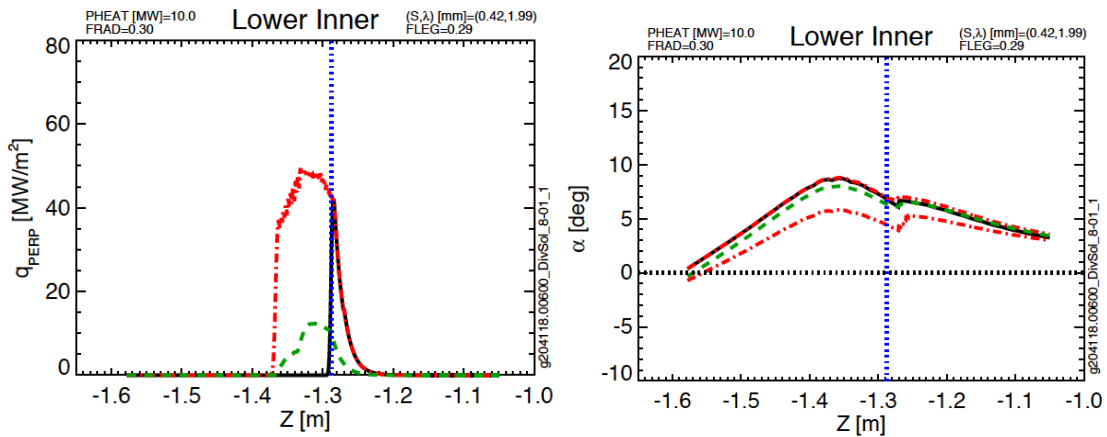 PHEAT [MW]=10.0
FRAD=0.30
Lower Inner
(S,λ) [mm]=(0.42,1.99)
FLEG=0.29
80
60
40
20
0
qPERP [MW/m²]
-1.6 -1.5 -1.4 -1.3 -1.2 -1.1 -1.0
Z [m]
g204118.00600_DivSol_8-01_1
PHEAT [MW]=10.0
FRAD=0.30
Lower Inner
(S,λ) [mm]=(0.42,1.99)
FLEG=0.29
20
15
10
5
0
-5
-10
α [deg]
-1.6 -1.5 -1.4 -1.3 -1.2 -1.1 -1.0
Z [m]
g204118.00600_DivSol_8-01_1